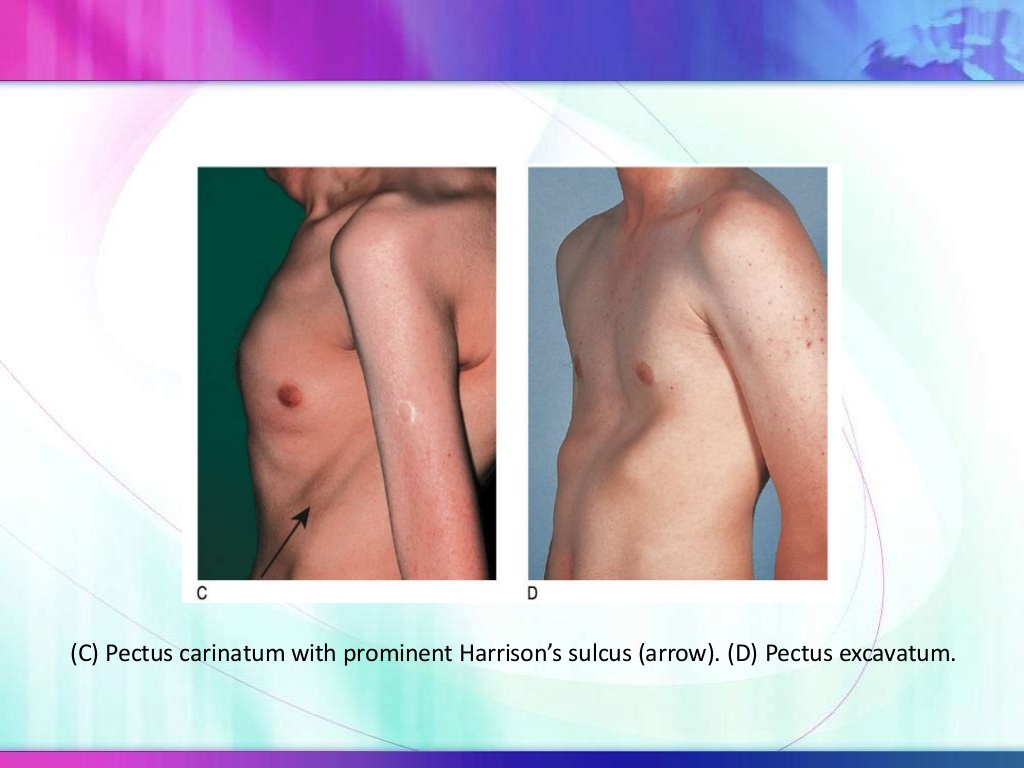 C
D
(C) Pectus carinatum with prominent Harrison’s sulcus (arrow). (D) Pectus excavatum.